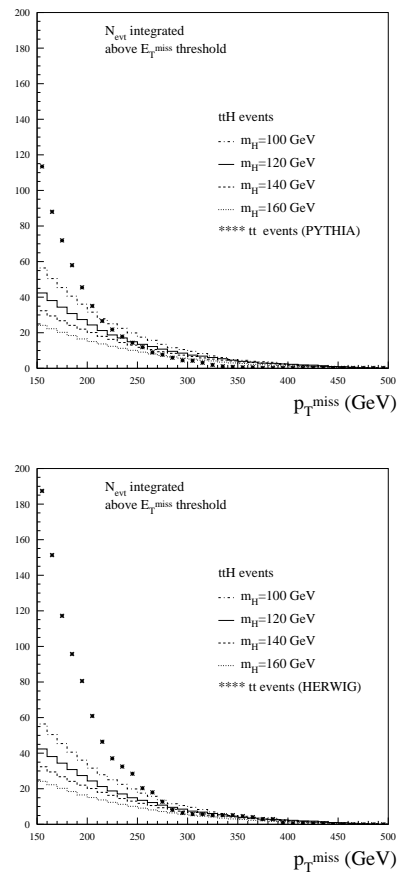 N_evt integrated
above E_T^miss threshold
ttH events
m_H=100 GeV
m_H=120 GeV
m_H=140 GeV
m_H=160 GeV
**** tt events (PYTHIA)
200
180
160
140
120
100
80
60
40
20
0
150 200 250 300 350 400 450 500
p_T^miss (GeV)
N_evt integrated
above E_T^miss threshold
ttH events
m_H=100 GeV
m_H=120 GeV
m_H=140 GeV
m_H=160 GeV
**** tt events (HERWIG)
200
180
160
140
120
100
80
60
40
20
0
150 200 250 300 350 400 450 500
p_T^miss (GeV)